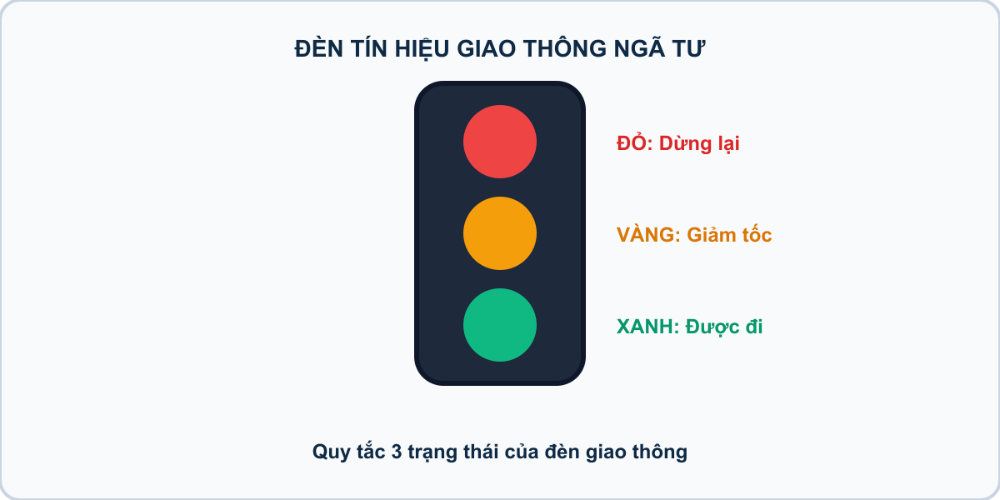 ĐÈN TÍN HIỆU GIAO THÔNG NGÃ TƯ
ĐỎ: Dừng lại
VÀNG: Giảm tốc
XANH: Được đi
Quy tắc 3 trạng thái của đèn giao thông